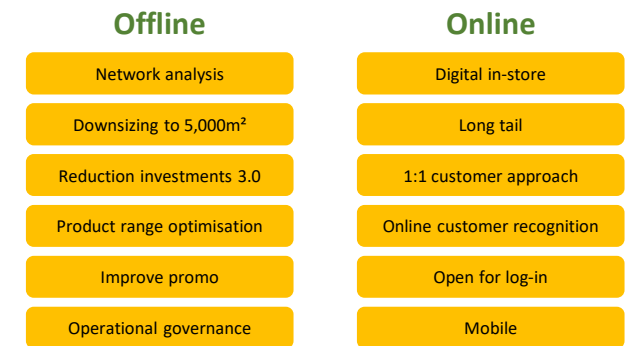 Offline
Network analysis
Downsizing to 5,000m²
Reduction investments 3.0
Product range optimisation
Improve promo
Operational governance
Online
Digital in-store
Long tail
1:1 customer approach
Online customer recognition
Open for log-in
Mobile